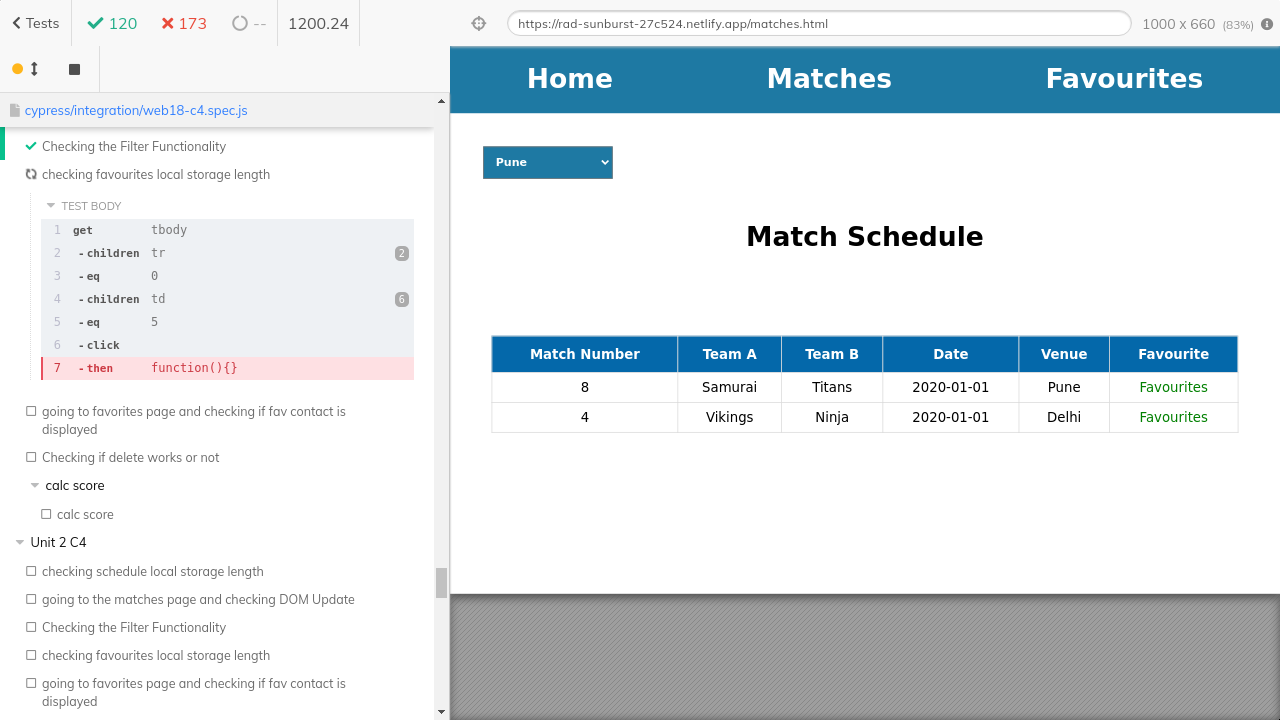 Tests
120
173
--
1200.24
https://rad-sunburst-27c524.netlify.app/matches.html
1000 x 660 (83%)
cypress/integration/web18-c4.spec.js
Checking the Filter Functionality
checking favourites local storage length
TEST BODY
1 get tbody
2 -children tr 2
3 -eq 0
4 -children td 6
5 -eq 5
6 -click
7 -then function(){}
going to favorites page and checking if fav contact is
displayed
Checking if delete works or not
calc score
calc score
Unit 2 C4
checking schedule local storage length
going to the matches page and checking DOM Update
Checking the Filter Functionality
checking favourites local storage length
going to favorites page and checking if fav contact is
displayed
Home Matches Favourites
Pune
Match Schedule
Match Number Team A Team B Date Venue Favourite
8 Samurai Titans 2020-01-01 Pune Favourites
4 Vikings Ninja 2020-01-01 Delhi Favourites